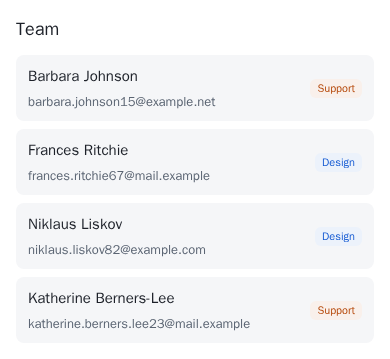 Team
Barbara Johnson
barbara.johnson15@example.net
Support
Frances Ritchie
frances.ritchie67@mail.example
Design
Niklaus Liskov
niklaus.liskov82@example.com
Design
Katherine Berners-Lee
katherine.berners.lee23@mail.example
Support